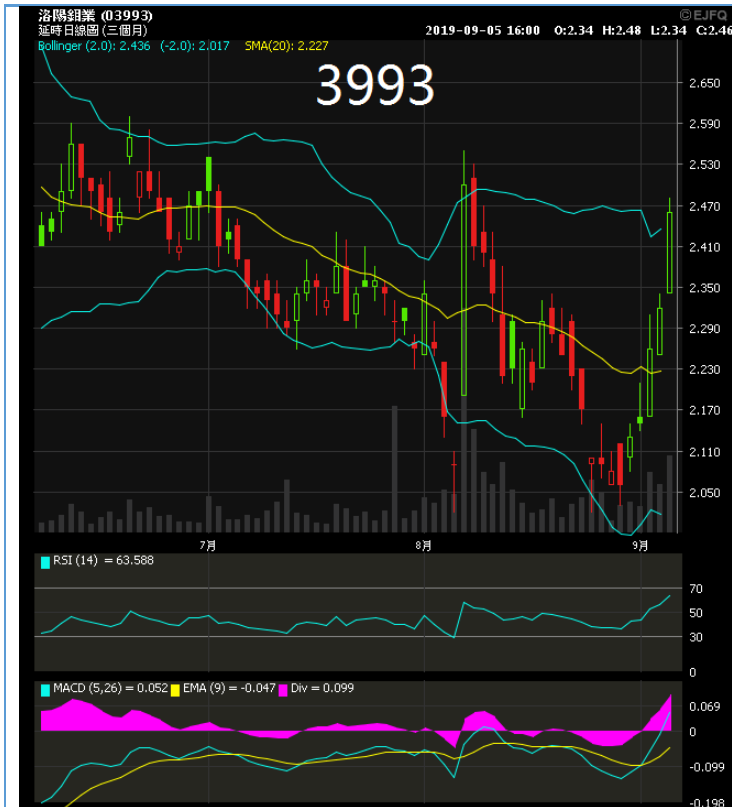 洛陽鉬業 (03993)
©EJFQ
延時日線圖 (三個月)
2019-09-05 16:00 O:2.34 H:2.48 L:2.34 C:2.46
Bollinger (2.0): 2.436 (-2.0): 2.017 SMA(20): 2.227
3993
2.650
2.590
2.530
2.470
2.410
2.350
2.290
2.230
2.170
2.110
2.050
7月 8月 9月
RSI (14) = 63.588
70
50
30
0
MACD (5,26) = 0.052 EMA (9) = -0.047 Div = 0.099
0.069
0
-0.099
-0.198